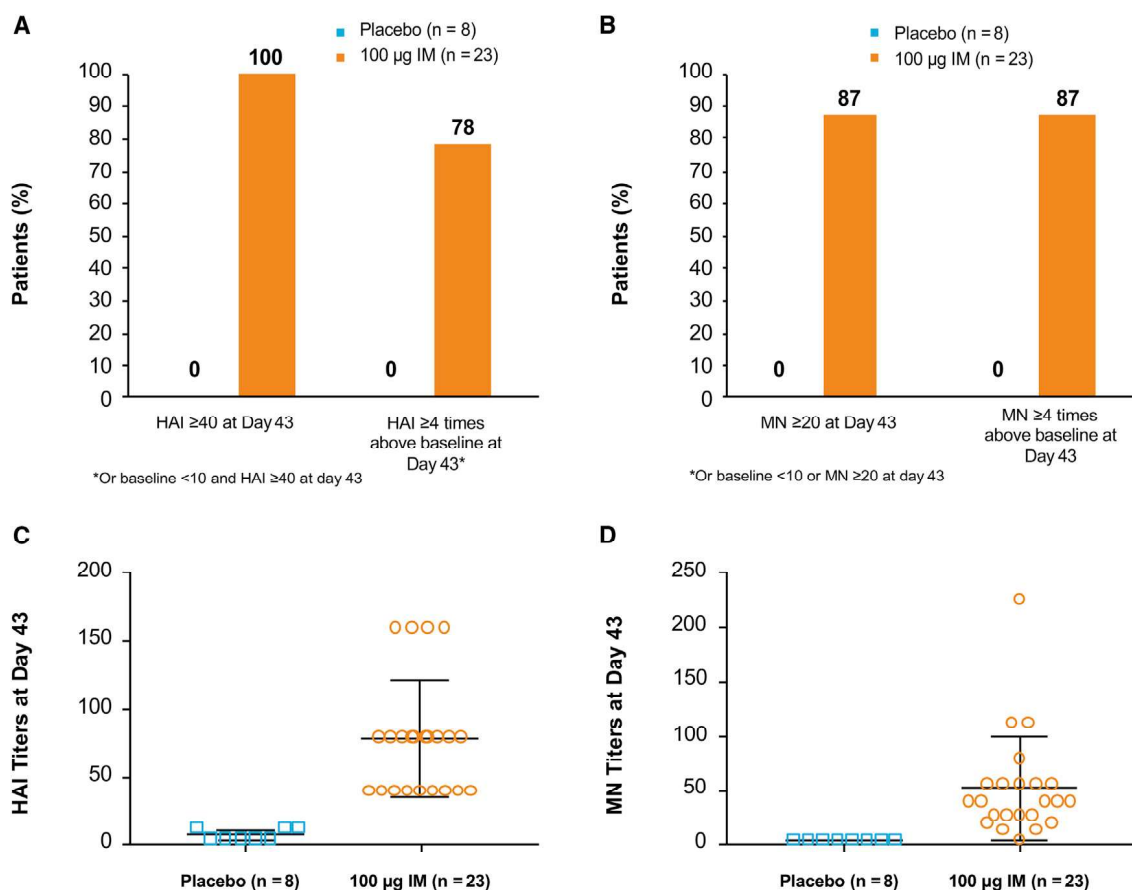 A
Placebo (n = 8)
100 µg IM (n = 23)
Patients (%)
100
90
80
70
60
50
40
30
20
10
0
0
100
0
78
HAI ≥40 at Day 43
HAI ≥4 times
above baseline at
Day 43*
*Or baseline <10 and HAI ≥40 at day 43
B
Placebo (n = 8)
100 µg IM (n = 23)
Patients (%)
100
90
80
70
60
50
40
30
20
10
0
0
87
0
87
MN ≥20 at Day 43
MN ≥4 times
above baseline at
Day 43
*Or baseline <10 or MN ≥20 at day 43
C
HAI Titers at Day 43
200
150
100
50
0
Placebo (n = 8)
100 µg IM (n = 23)
D
MN Titers at Day 43
250
200
150
100
50
0
Placebo (n = 8)
100 µg IM (n = 23)